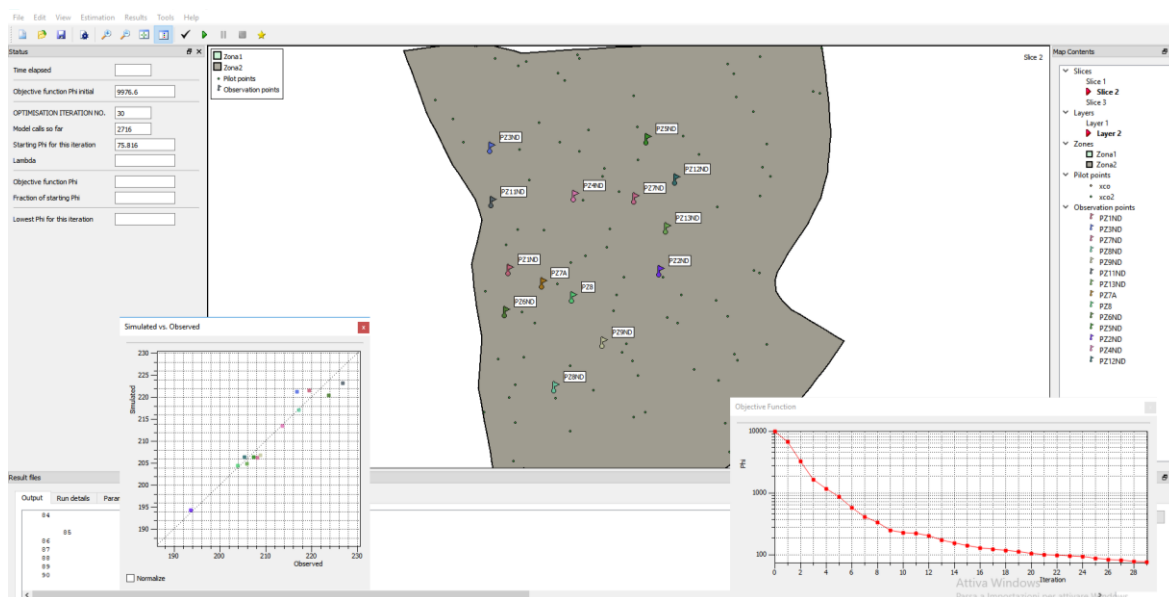 File Edit View Estimation Results Tools Help
Status
Time elapsed
Objective function Phi initial 9976.6
OPTIMISATION ITERATION NO. 30
Model calls so far 2716
Starting Phi for this iteration 75.816
Lambda
Objective function Phi
Fraction of starting Phi
Lowest Phi for this iteration
Zona1
Zona2
Pilot points
Observation points
Slice 2
PZ3ND
PZ5ND
PZ12ND
PZ4ND
PZ7ND
PZ11ND
PZ13ND
PZ1ND
PZ2ND
PZ7A
PZ8
PZ6ND
PZ9ND
PZ8ND
Map Contents
Slices
Slice 1
Slice 2
Slice 3
Layers
Layer 1
Layer 2
Zones
Zona1
Zona2
Pilot points
xco
xco2
Observation points
PZ1ND
PZ3ND
PZ7ND
PZ8ND
PZ9ND
PZ11ND
PZ13ND
PZ7A
PZ8
PZ6ND
PZ5ND
PZ2ND
PZ4ND
PZ12ND
Simulated vs. Observed
Simulated
230
225
220
215
210
205
200
195
190
190 200 210 220 230
Observed
Normalize
Objective Function
Phi
10000
1000
100
0 2 4 6 8 10 12 14 16 18 20 22 24 26 28
Iteration
Result files
Output Run details Para
84
85
86
87
88
89
90
Attiva Windows